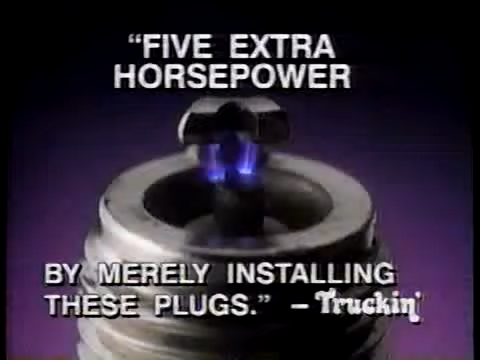 “FIVE EXTRA
HORSEPOWER
BY MERELY INSTALLING
THESE PLUGS.” – Truckin'